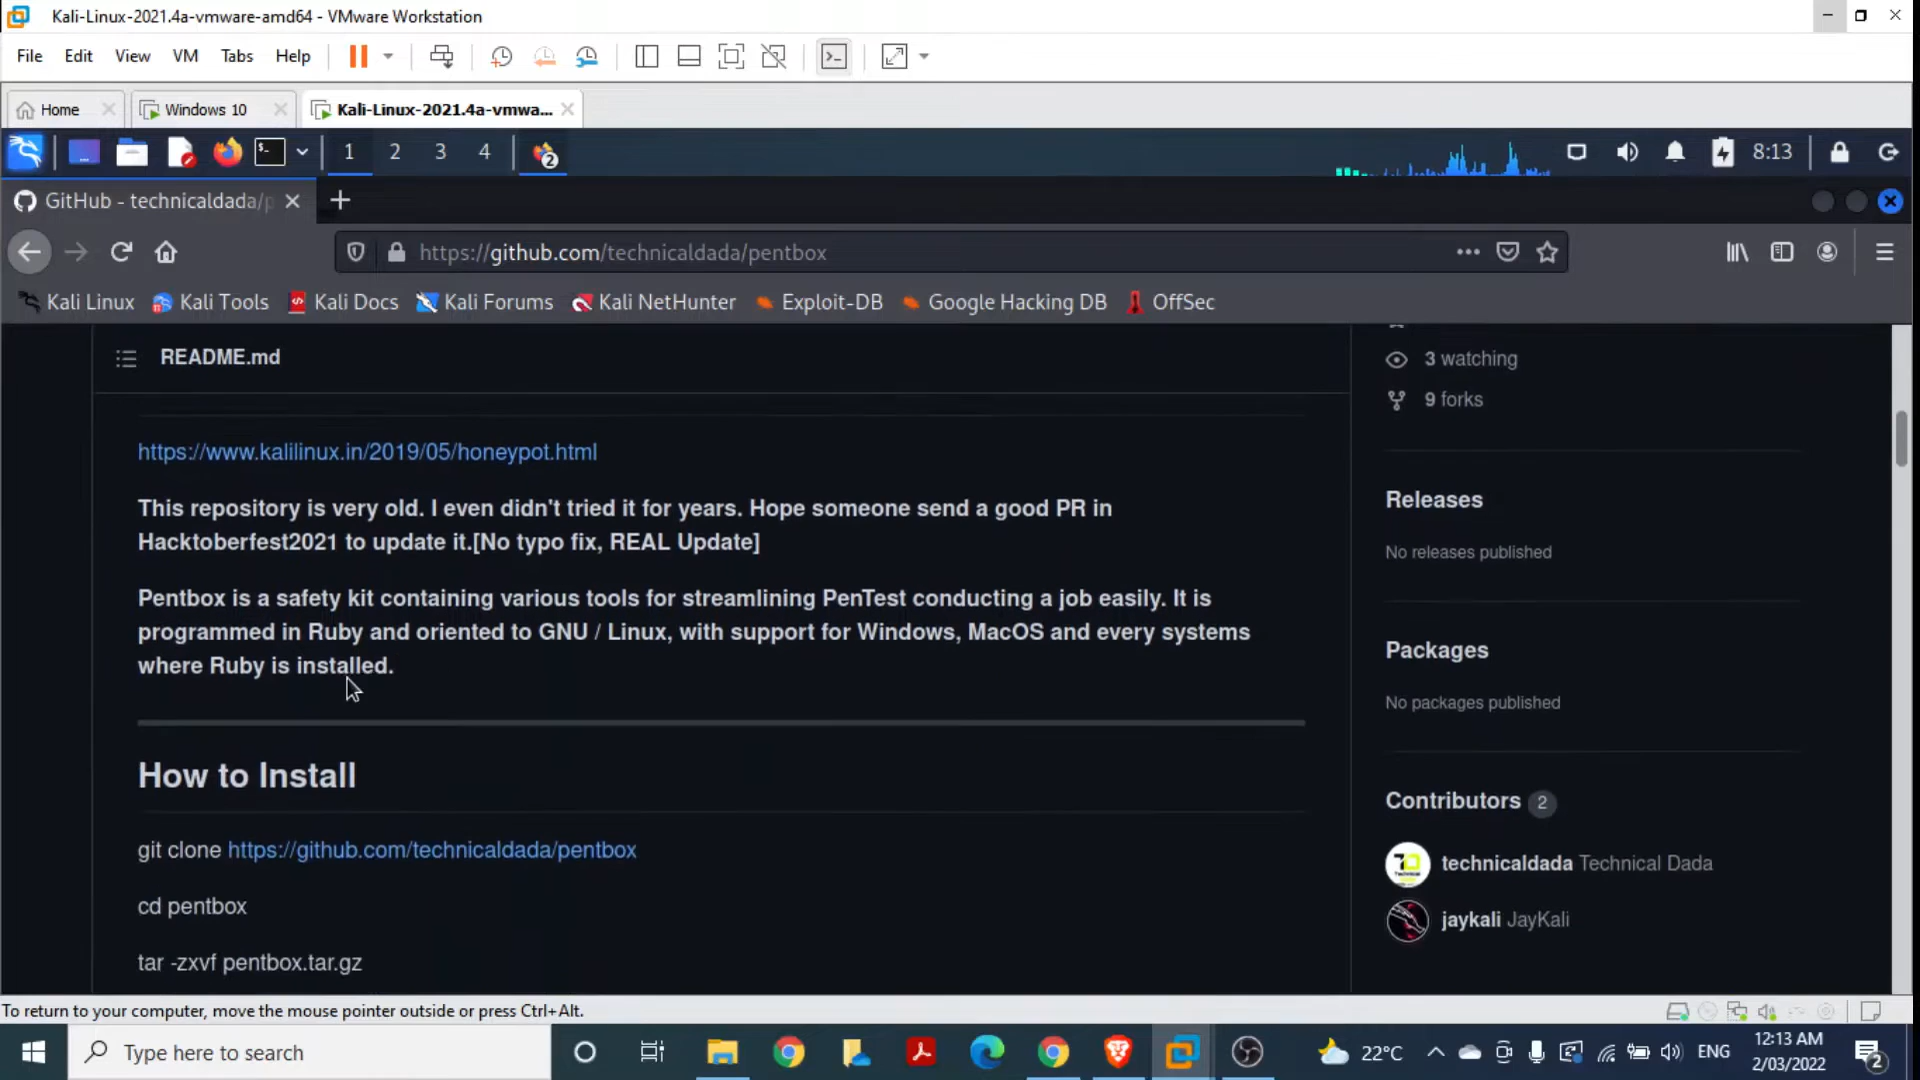 Kali-Linux-2021.4a-vmware-amd64 - VMware Workstation
File Edit View VM Tabs Help
Home Windows 10 Kali-Linux-2021.4a-vmwa...
1 2 3 4 2 8:13
GitHub - technicaldada/p
https://github.com/technicaldada/pentbox
Kali Linux Kali Tools Kali Docs Kali Forums Kali NetHunter Exploit-DB Google Hacking DB OffSec
README.md
https://www.kalilinux.in/2019/05/honeypot.html
This repository is very old. I even didn't tried it for years. Hope someone send a good PR in
Hacktoberfest2021 to update it.[No typo fix, REAL Update]
Pentbox is a safety kit containing various tools for streamlining PenTest conducting a job easily. It is
programmed in Ruby and oriented to GNU / Linux, with support for Windows, MacOS and every systems
where Ruby is installed.
How to Install
git clone https://github.com/technicaldada/pentbox
cd pentbox
tar -zxvf pentbox.tar.gz
3 watching
9 forks
Releases
No releases published
Packages
No packages published
Contributors 2
technicaldada Technical Dada
jaykali JayKali
To return to your computer, move the mouse pointer outside or press Ctrl+Alt.
Type here to search
22°C ENG
12:13 AM
2/03/2022
2